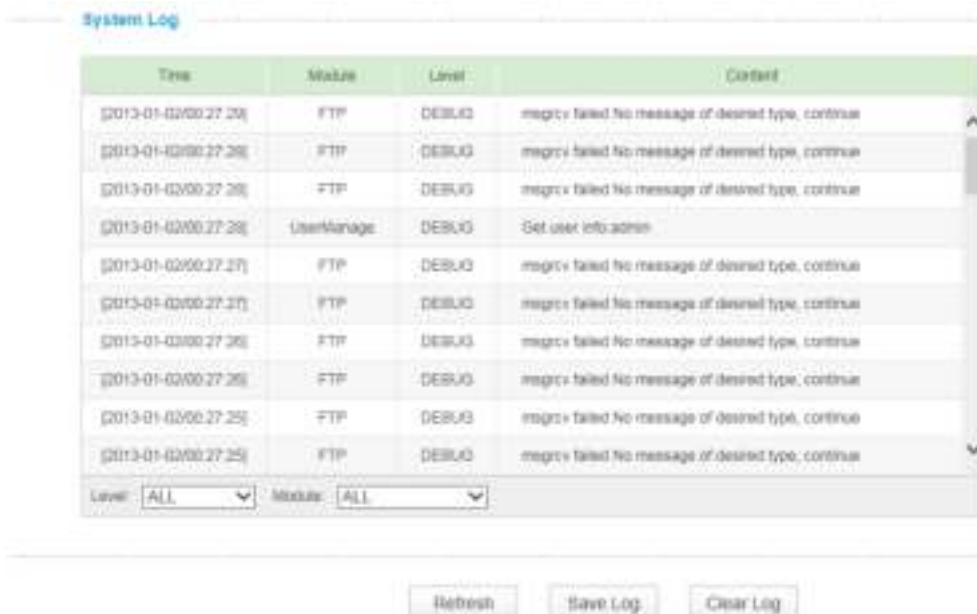 System Log
Time Module Level Content
[2013-01-02/00:27:29] FTP DEBUG msgrcv failed No message of desired type, continue
[2013-01-02/00:27:28] FTP DEBUG msgrcv failed No message of desired type, continue
[2013-01-02/00:27:28] FTP DEBUG msgrcv failed No message of desired type, continue
[2013-01-02/00:27:28] UserManage DEBUG Get user info:admin
[2013-01-02/00:27:27] FTP DEBUG msgrcv failed No message of desired type, continue
[2013-01-02/00:27:27] FTP DEBUG msgrcv failed No message of desired type, continue
[2013-01-02/00:27:26] FTP DEBUG msgrcv failed No message of desired type, continue
[2013-01-02/00:27:26] FTP DEBUG msgrcv failed No message of desired type, continue
[2013-01-02/00:27:25] FTP DEBUG msgrcv failed No message of desired type, continue
[2013-01-02/00:27:25] FTP DEBUG msgrcv failed No message of desired type, continue
Level: ALL Module: ALL
Refresh Save Log Clear Log